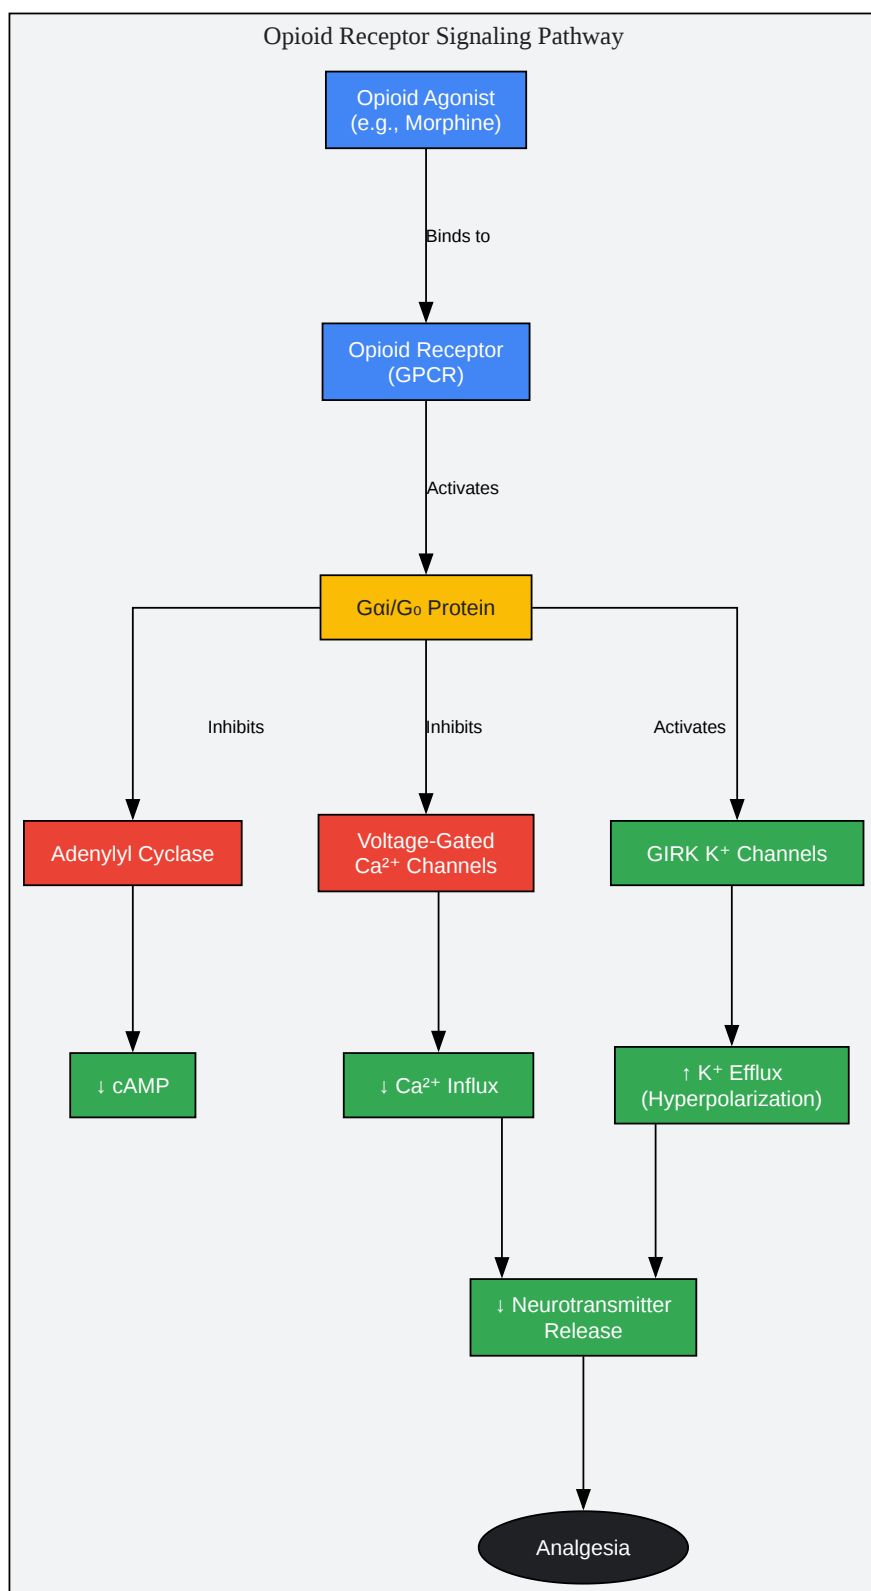 Opioid Receptor Signaling Pathway
Opioid Agonist
(e.g., Morphine)
Binds to
Opioid Receptor
(GPCR)
Activates
Gαi/G₀ Protein
Inhibits
Inhibits
Activates
Adenylyl Cyclase
Voltage-Gated
Ca²⁺ Channels
GIRK K⁺ Channels
↓ cAMP
↓ Ca²⁺ Influx
↑ K⁺ Efflux
(Hyperpolarization)
↓ Neurotransmitter
Release
Analgesia